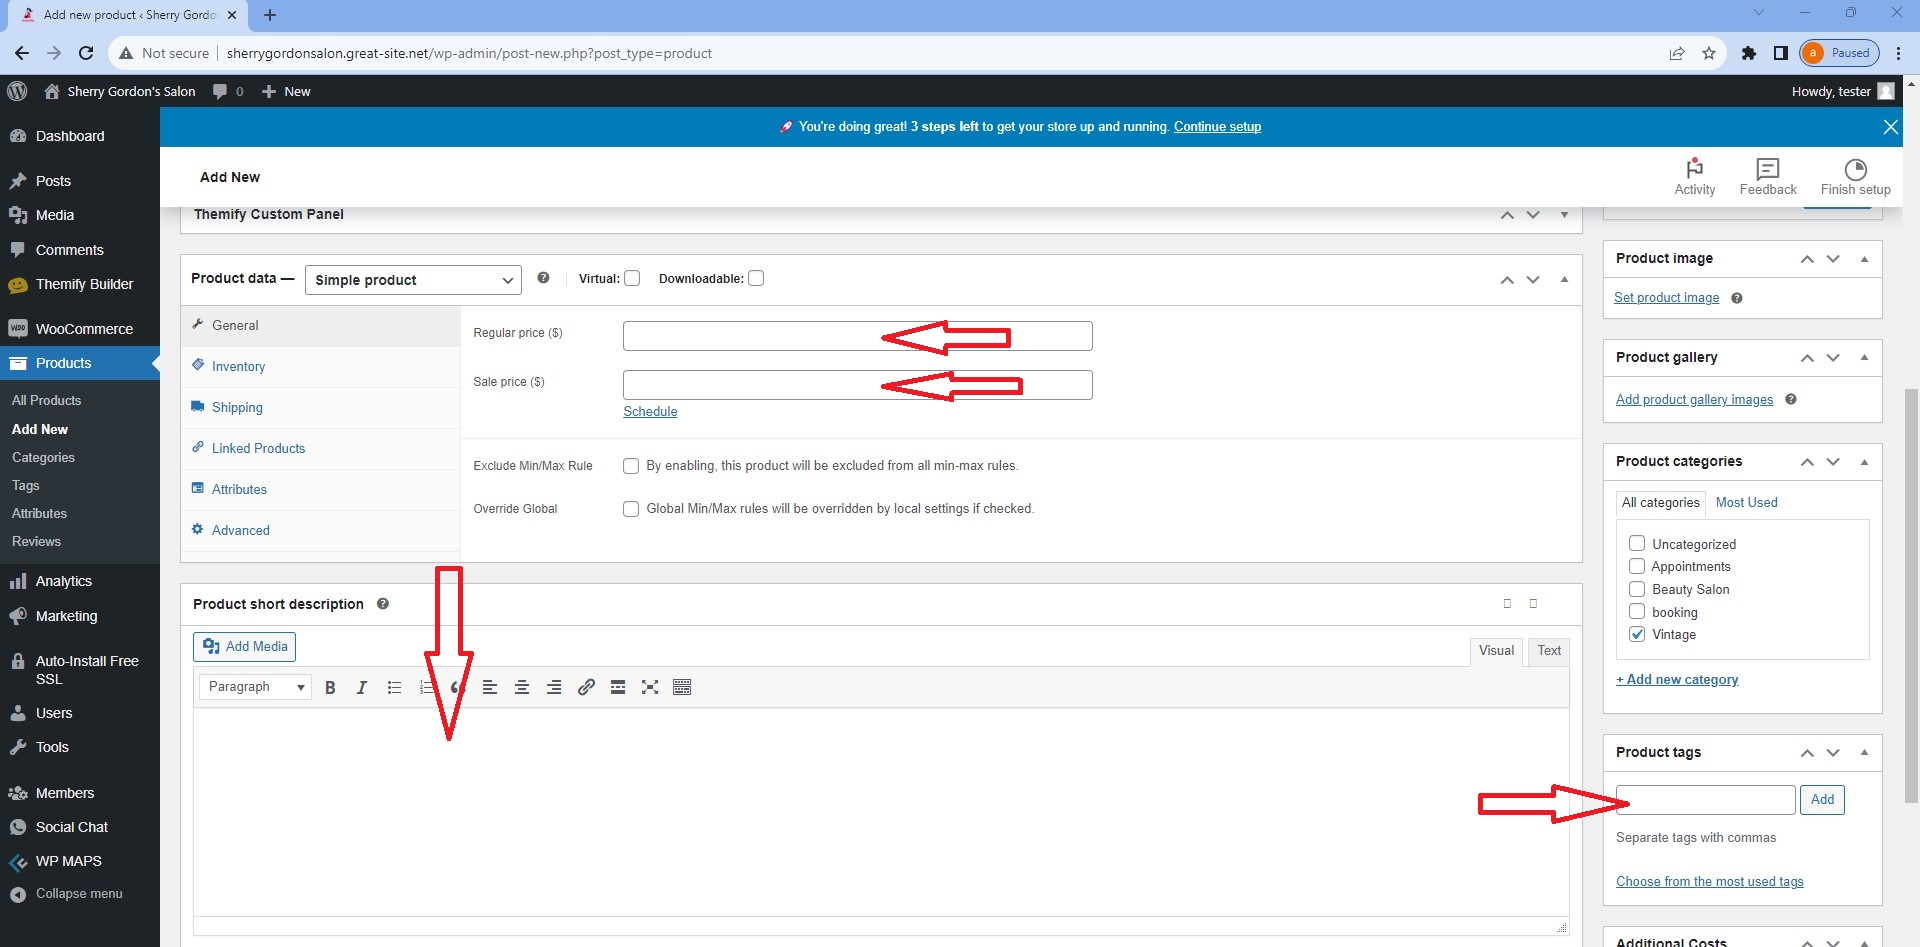 Add new product ‹ Sherry Gordo
Not secure
sherrygordonsalon.great-site.net/wp-admin/post-new.php?post_type=product
a Paused
Sherry Gordon's Salon 0 New
Howdy, tester
You're doing great! 3 steps left to get your store up and running. Continue setup
Dashboard
Posts
Media
Comments
Themify Builder
WOO WooCommerce
Products
All Products
Add New
Categories
Tags
Attributes
Reviews
Analytics
Marketing
Auto-Install Free
SSL
Users
Tools
Members
Social Chat
WP MAPS
Collapse menu
Add New
Activity
Feedback
Finish setup
Themify Custom Panel
Product data — Simple product
Virtual:
Downloadable:
General
Inventory
Shipping
Linked Products
Attributes
Advanced
Regular price ($)
Sale price ($)
Schedule
Exclude Min/Max Rule
By enabling, this product will be excluded from all min-max rules.
Override Global
Global Min/Max rules will be overridden by local settings if checked.
Product short description
Add Media
Visual
Text
Paragraph
Product image
Set product image
Product gallery
Add product gallery images
Product categories
All categories
Most Used
Uncategorized
Appointments
Beauty Salon
booking
Vintage
+ Add new category
Product tags
Add
Separate tags with commas
Choose from the most used tags
Additional Costs